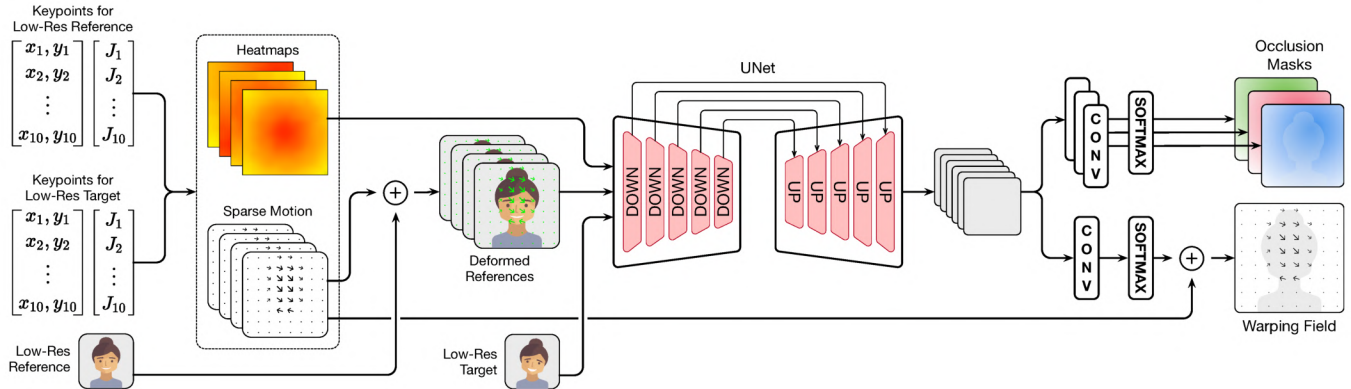 Keypoints for
Low-Res Reference
x₁, y₁ J₁
x₂, y₂ J₂
⋮ ⋮
x₁₀, y₁₀ J₁₀
Keypoints for
Low-Res Target
x₁, y₁ J₁
x₂, y₂ J₂
⋮ ⋮
x₁₀, y₁₀ J₁₀
Low-Res
Reference
Heatmaps
Sparse Motion
+
Deformed
References
Low-Res
Target
UNet
DOWN
DOWN
DOWN
DOWN
DOWN
UP
UP
UP
UP
UP
CONV
SOFTMAX
Occlusion
Masks
CONV
SOFTMAX
+
Warping Field